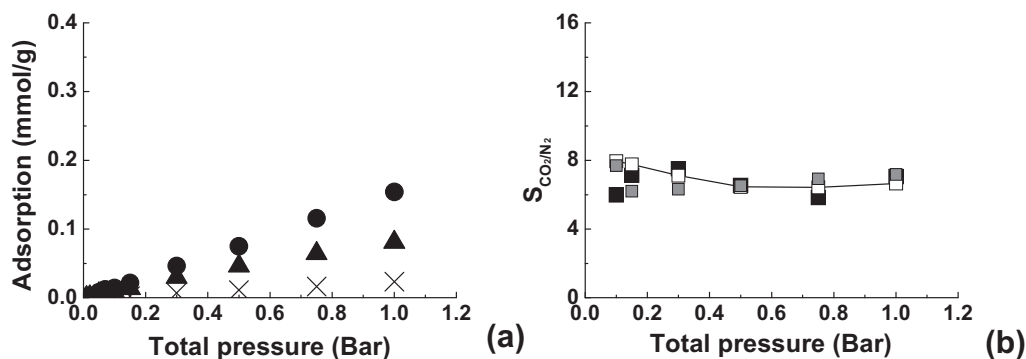 Adsorption (mmol/g)
0.4
0.3
0.2
0.1
0.0
0.0 0.2 0.4 0.6 0.8 1.0 1.2
Total pressure (Bar)
(a)
S_CO₂/N₂
16
12
8
4
0
0.0 0.2 0.4 0.6 0.8 1.0 1.2
Total pressure (Bar)
(b)